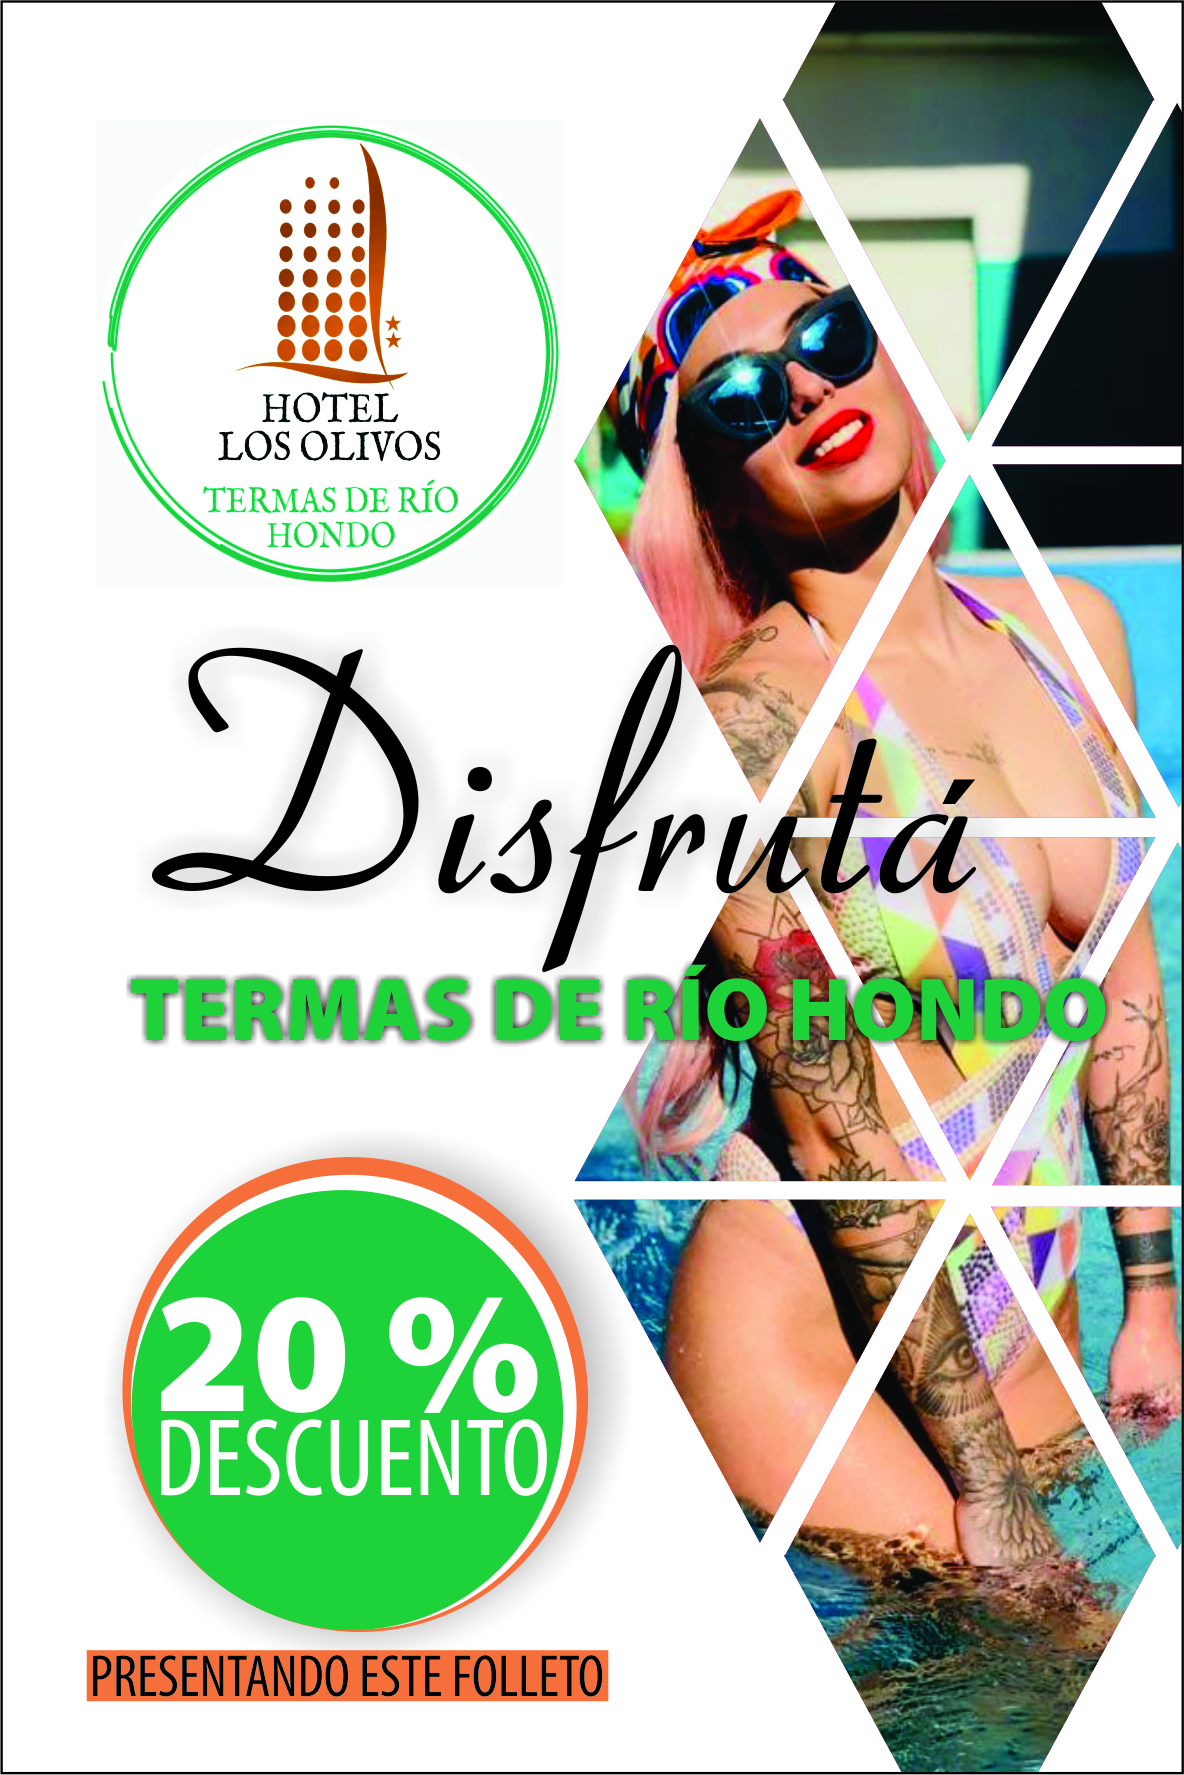 HOTEL
LOS OLIVOS
TERMAS DE RÍO
HONDO
Disfrutá
TERMAS DE RÍO HONDO
20 %
DESCUENTO
PRESENTANDO ESTE FOLLETO